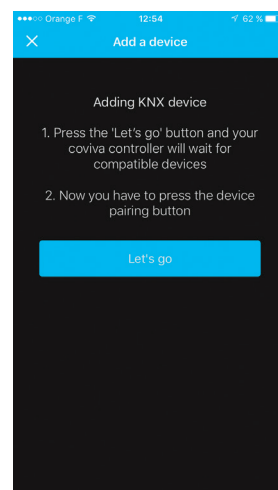 Orange F 12:54 62 %
Add a device
Adding KNX device
1. Press the 'Let's go' button and your
coviva controller will wait for
compatible devices
2. Now you have to press the device
pairing button
Let's go